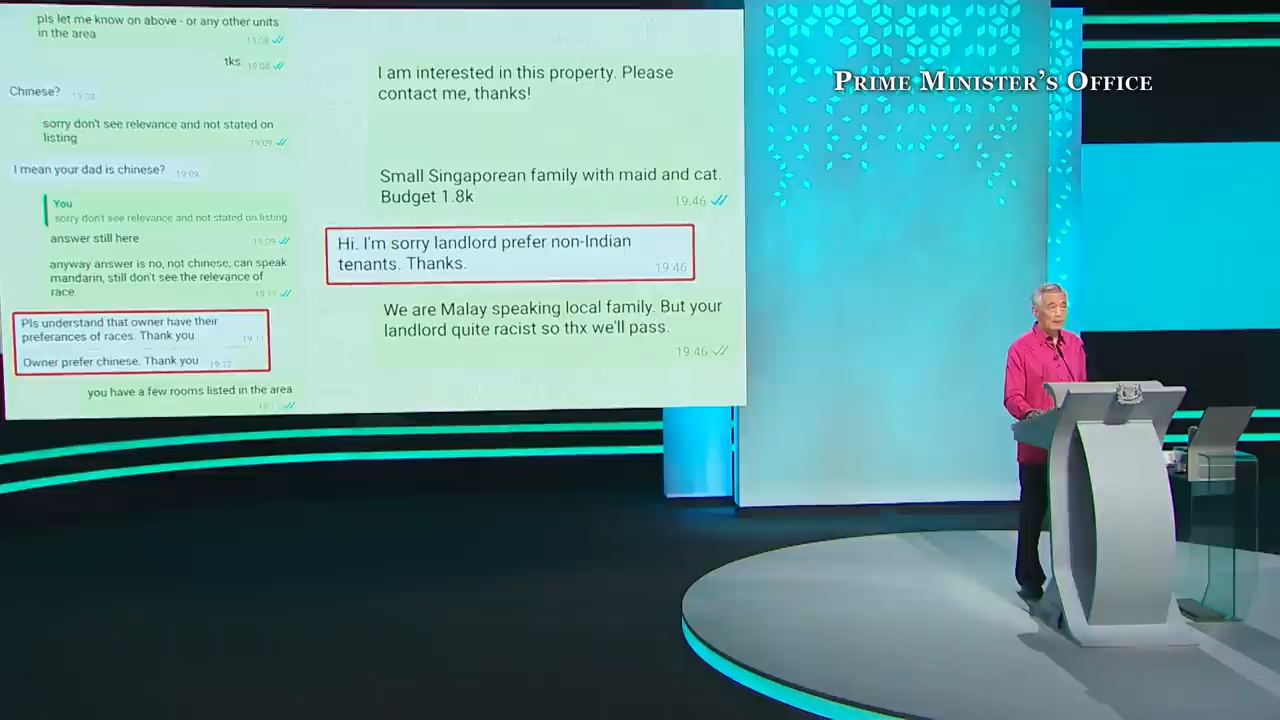 pls let me know on above - or any other units
in the area
19:08
tks 19:08
Chinese? 19:09
sorry don't see relevance and not stated on
listing
19:09
I mean your dad is chinese? 19:09
You
sorry don't see relevance and not stated on listing
answer still here
19:09
anyway answer is no, not chinese, can speak
mandarin, still don't see the relevance of
race
19:11
Pls understand that owner have their
preferances of races. Thank you 19:11
Owner prefer chinese. Thank you 19:12
you have a few rooms listed in the area
I am interested in this property. Please
contact me, thanks!
Small Singaporean family with maid and cat.
Budget 1.8k
19.46
Hi. I'm sorry landlord prefer non-Indian
tenants. Thanks.
19:46
We are Malay speaking local family. But your
landlord quite racist so thx we'll pass.
19.46
PRIME MINISTER'S OFFICE